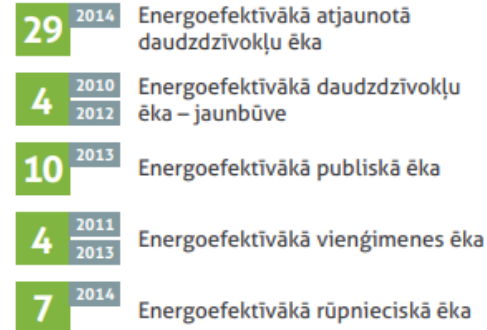 29 2014 Energoefektīvākā atjaunotā
daudzdzīvokļu ēka
4 2010 Energoefektīvākā daudzdzīvokļu
2012 ēka – jaunbūve
10 2013 Energoefektīvākā publiskā ēka
4 2011
2013 Energoefektīvākā vienģimenes ēka
7 2014 Energoefektīvākā rūpnieciskā ēka